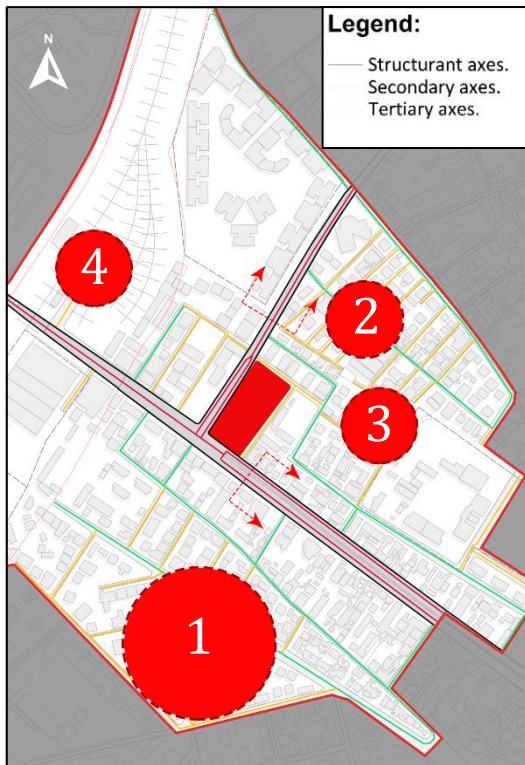 Legend:
N
Structurant axes.
Secondary axes.
Tertiary axes.
4
2
3
1